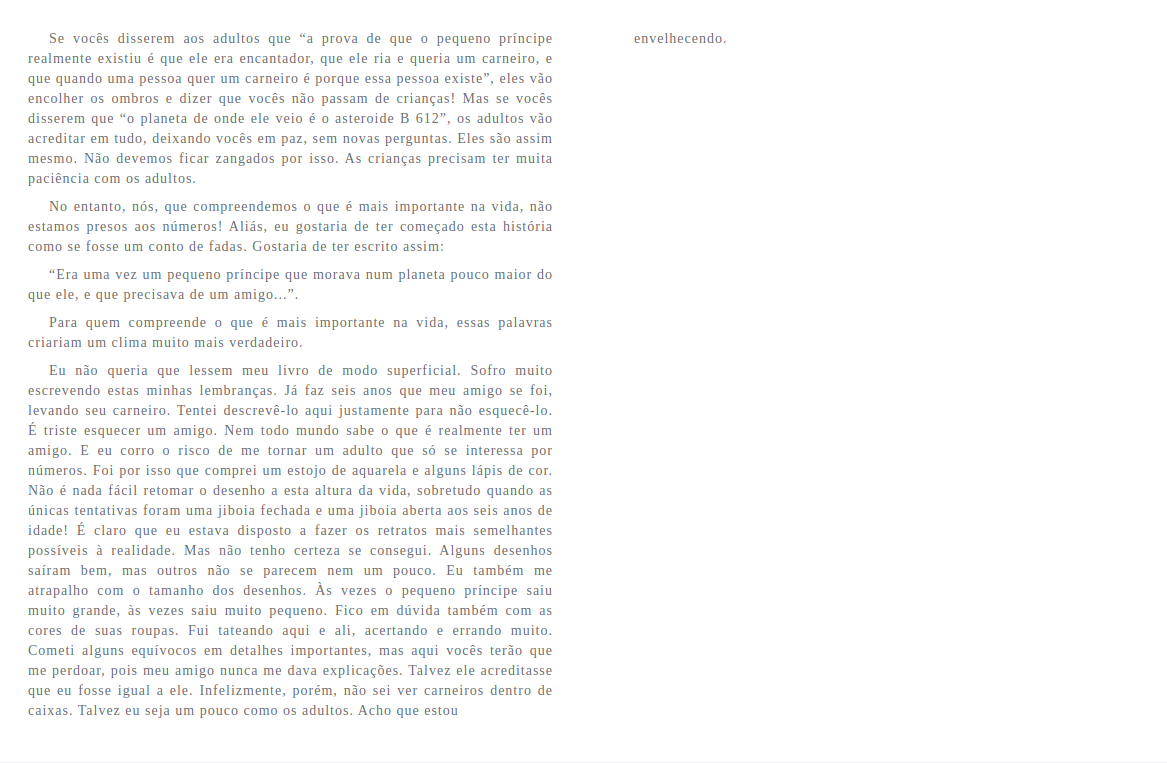 Se vocês disserem aos adultos que “a prova de que o pequeno príncipe
realmente existiu é que ele era encantador, que ele ria e queria um carneiro, e
que quando uma pessoa quer um carneiro é porque essa pessoa existe”, eles vão
encolher os ombros e dizer que vocês não passam de crianças! Mas se vocês
disserem que “o planeta de onde ele veio é o asteroide B 612”, os adultos vão
acreditar em tudo, deixando vocês em paz, sem novas perguntas. Eles são assim
mesmo. Não devemos ficar zangados por isso. As crianças precisam ter muita
paciência com os adultos.
No entanto, nós, que compreendemos o que é mais importante na vida, não
estamos presos aos números! Aliás, eu gostaria de ter começado esta história
como se fosse um conto de fadas. Gostaria de ter escrito assim:
“Era uma vez um pequeno príncipe que morava num planeta pouco maior do
que ele, e que precisava de um amigo...”.
Para quem compreende o que é mais importante na vida, essas palavras
criariam um clima muito mais verdadeiro.
Eu não queria que lessem meu livro de modo superficial. Sofro muito
escrevendo estas minhas lembranças. Já faz seis anos que meu amigo se foi,
levando seu carneiro. Tentei descrevê-lo aqui justamente para não esquecê-lo.
É triste esquecer um amigo. Nem todo mundo sabe o que é realmente ter um
amigo. E eu corro o risco de me tornar um adulto que só se interessa por
números. Foi por isso que comprei um estojo de aquarela e alguns lápis de cor.
Não é nada fácil retomar o desenho a esta altura da vida, sobretudo quando as
únicas tentativas foram uma jiboia fechada e uma jiboia aberta aos seis anos de
idade! É claro que eu estava disposto a fazer os retratos mais semelhantes
possíveis à realidade. Mas não tenho certeza se consegui. Alguns desenhos
saíram bem, mas outros não se parecem nem um pouco. Eu também me
atrapalho com o tamanho dos desenhos. Às vezes o pequeno príncipe saiu
muito grande, às vezes saiu muito pequeno. Fico em dúvida também com as
cores de suas roupas. Fui tateando aqui e ali, acertando e errando muito.
Cometi alguns equívocos em detalhes importantes, mas aqui vocês terão que
me perdoar, pois meu amigo nunca me dava explicações. Talvez ele acreditasse
que eu fosse igual a ele. Infelizmente, porém, não sei ver carneiros dentro de
caixas. Talvez eu seja um pouco como os adultos. Acho que estou
envelhecendo.